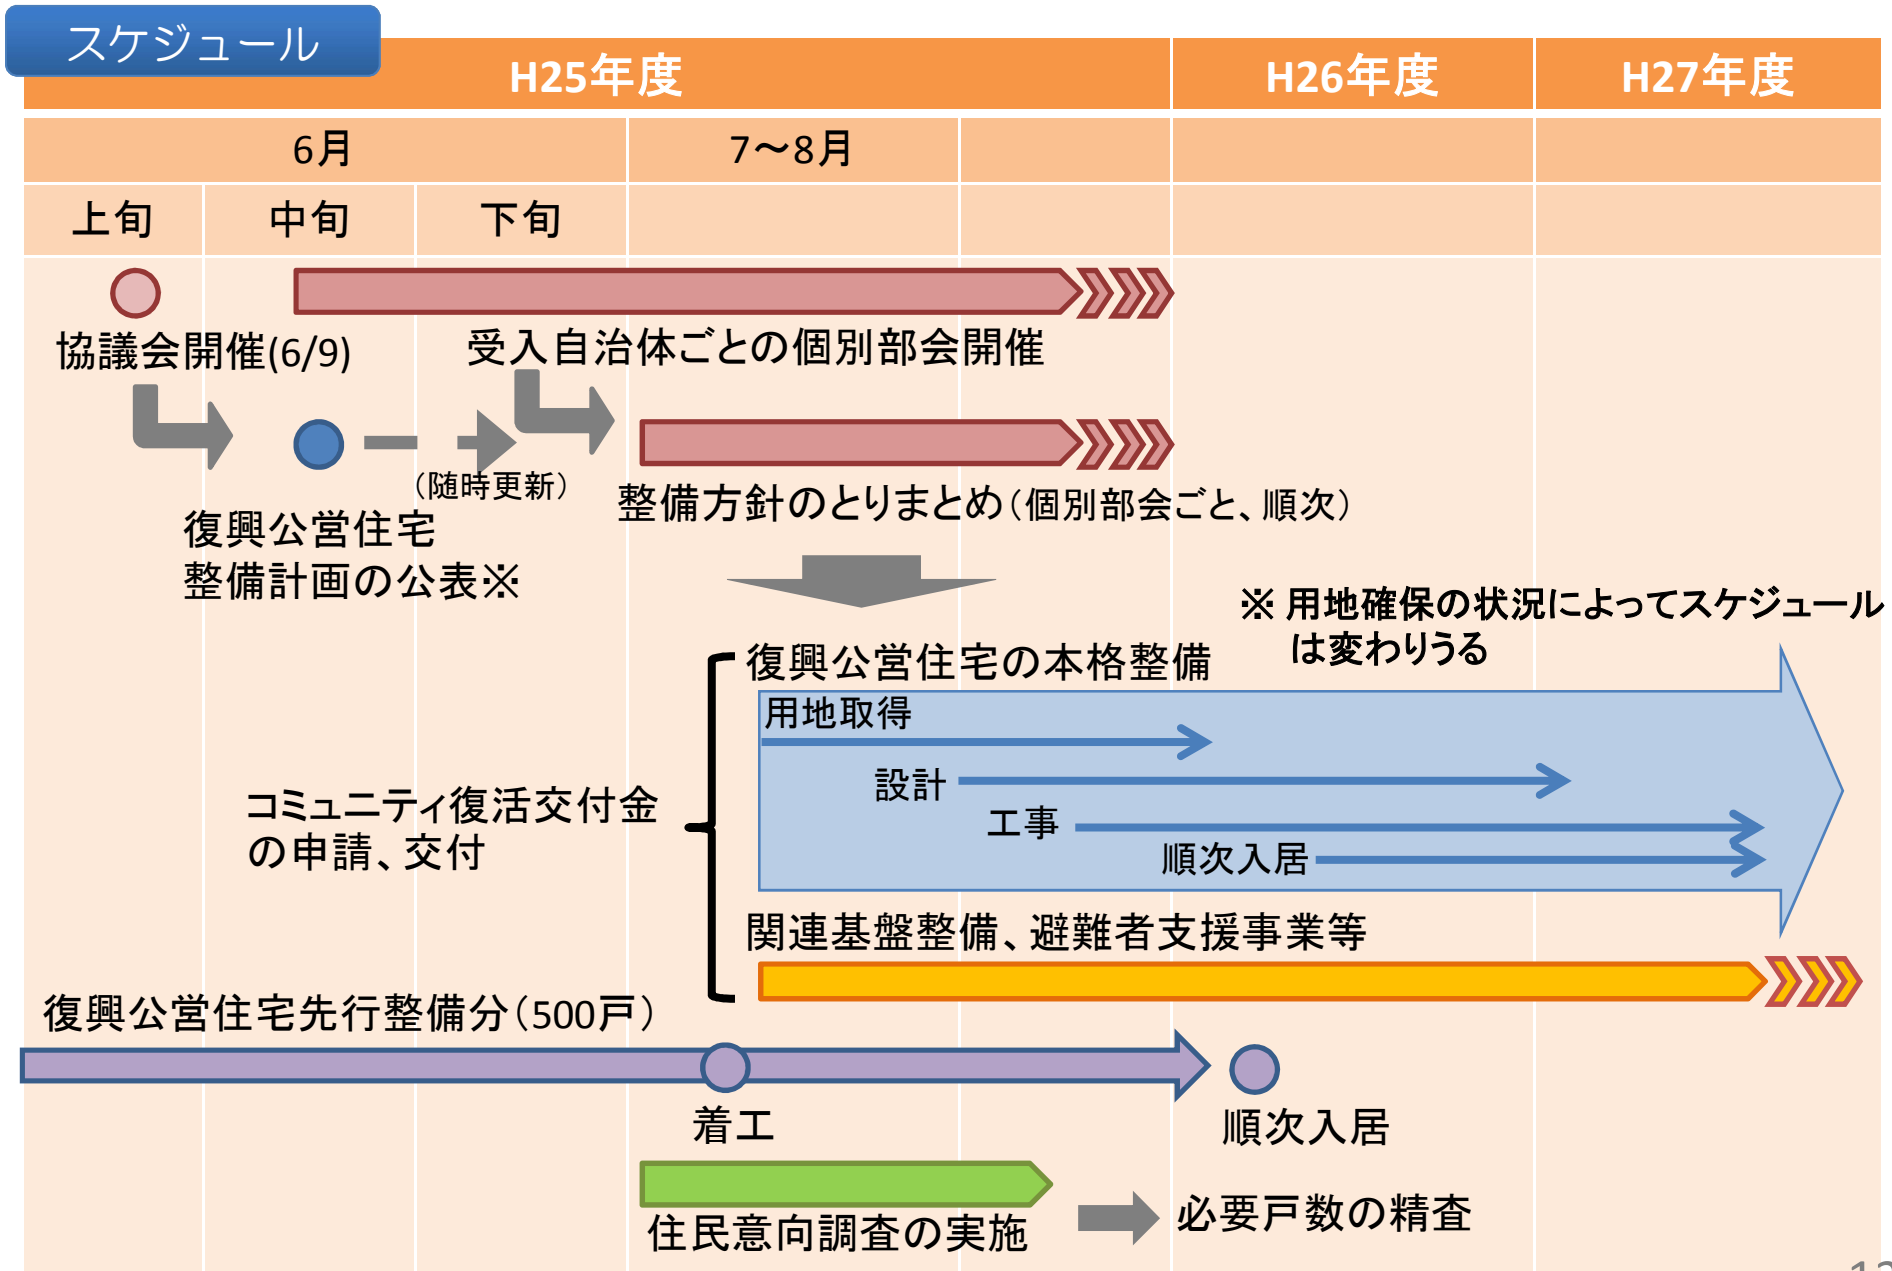 スケジュール
H25年度
H26年度
H27年度
6月
7～8月
上旬
中旬
下旬
協議会開催(6/9)
受入自治体ごとの個別部会開催
（随時更新）
整備方針のとりまとめ（個別部会ごと、順次）
復興公営住宅
整備計画の公表※
※ 用地確保の状況によってスケジュール
は変わりうる
復興公営住宅の本格整備
用地取得
設計
工事
順次入居
コミュニティ復活交付金
の申請、交付
関連基盤整備、避難者支援事業等
復興公営住宅先行整備分（500戸）
着工
順次入居
住民意向調査の実施
必要戸数の精査